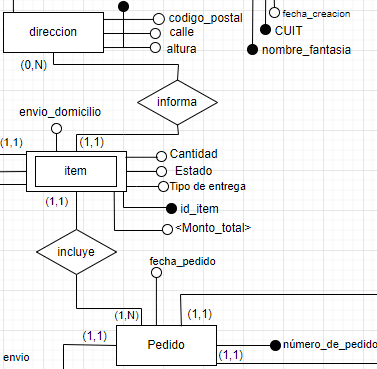 codigo_postal
fecha_creacion
calle
CUIT
direccion
altura
nombre_fantasia
(0,N)
informa
envio_domicilio
(1,1)
(1,1)
Cantidad
item
Estado
Tipo de entrega
(1,1)
id_item
<Monto_total>
incluye
fecha_pedido
(1,N)
(1,1)
(1,1)
Pedido
número_de_pedido
(1,1)
envio